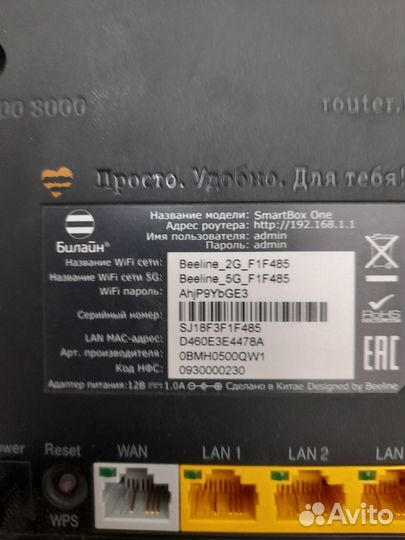 00 8000
router.
Просто. Удобно. Для тебя!
Билайн®
Название модели: SmartBox One
Адрес роутера: http://192.168.1.1
Имя пользователя: admin
Пароль: admin
Название WiFi сети: Beeline_2G_F1F485
Название WiFi сети 5G: Beeline_5G_F1F485
WiFi пароль: AhjP9YbGE3
Серийный номер: SJ18F3F1F485
LAN MAC-адрес: D460E3E4478A
Арт. производителя: 0BMH0500QW1
Код НФС: 0930000230
Адаптер питания: 12В 1.0А Сделано в Китае Designed by Beeline
RoHS
EAC
ower
Reset
WPS
WAN
LAN 1
LAN 2
LAN
Avito